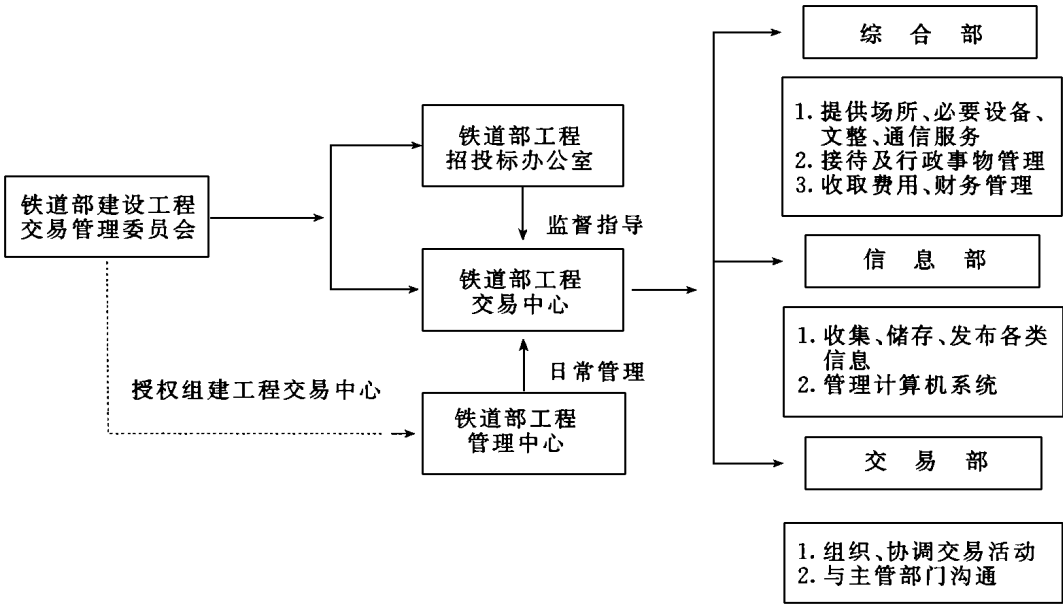 铁道部建设工程
交易管理委员会
授权组建工程交易中心
铁道部工程
招投标办公室
监督指导
铁道部工程
交易中心
日常管理
铁道部工程
管理中心
综合部
1. 提供场所、必要设备、
文整、通信服务
2. 接待及行政事物管理
3. 收取费用、财务管理
信息部
1. 收集、储存、发布各类
信息
2. 管理计算机系统
交易部
1. 组织、协调交易活动
2. 与主管部门沟通